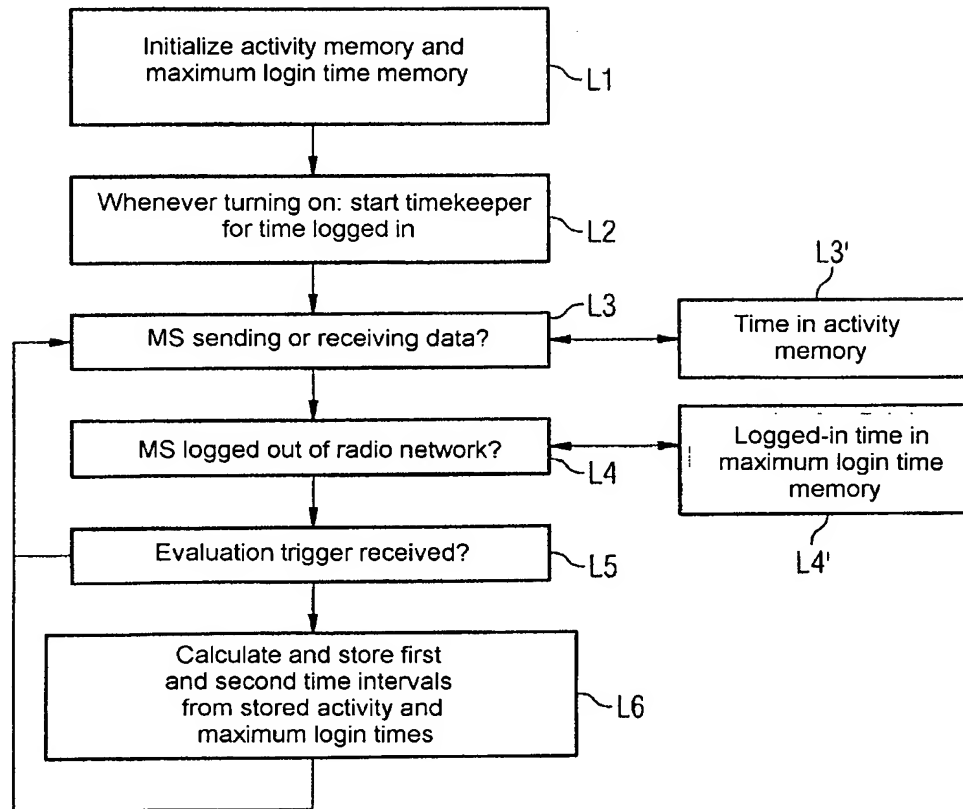 Initialize activity memory and
maximum login time memory
L1
Whenever turning on: start timekeeper
for time logged in
L2
L3
MS sending or receiving data?
L3'
Time in activity
memory
MS logged out of radio network?
L4
Logged-in time in
maximum login time
memory
L4'
Evaluation trigger received?
L5
Calculate and store first
and second time intervals
from stored activity and
maximum login times
L6